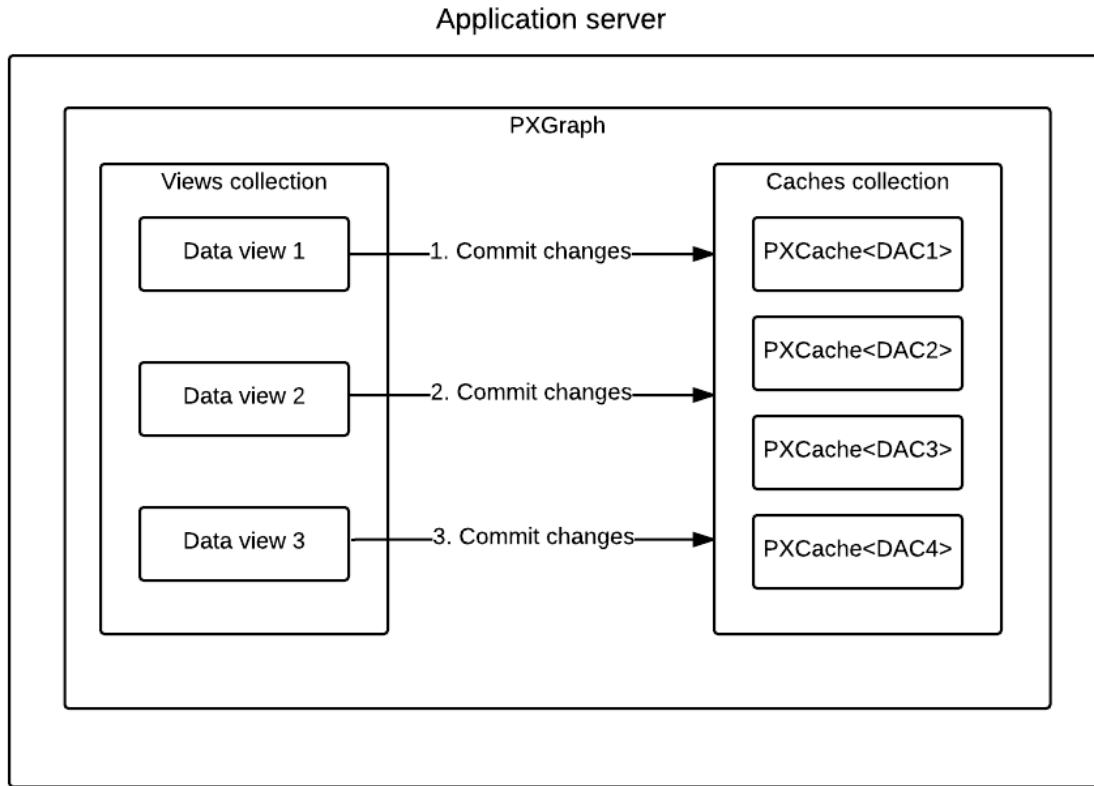 Application server
PXGraph
Views collection
Caches collection
Data view 1
1. Commit changes
PXCache<DAC1>
PXCache<DAC2>
Data view 2
2. Commit changes
PXCache<DAC3>
Data view 3
3. Commit changes
PXCache<DAC4>